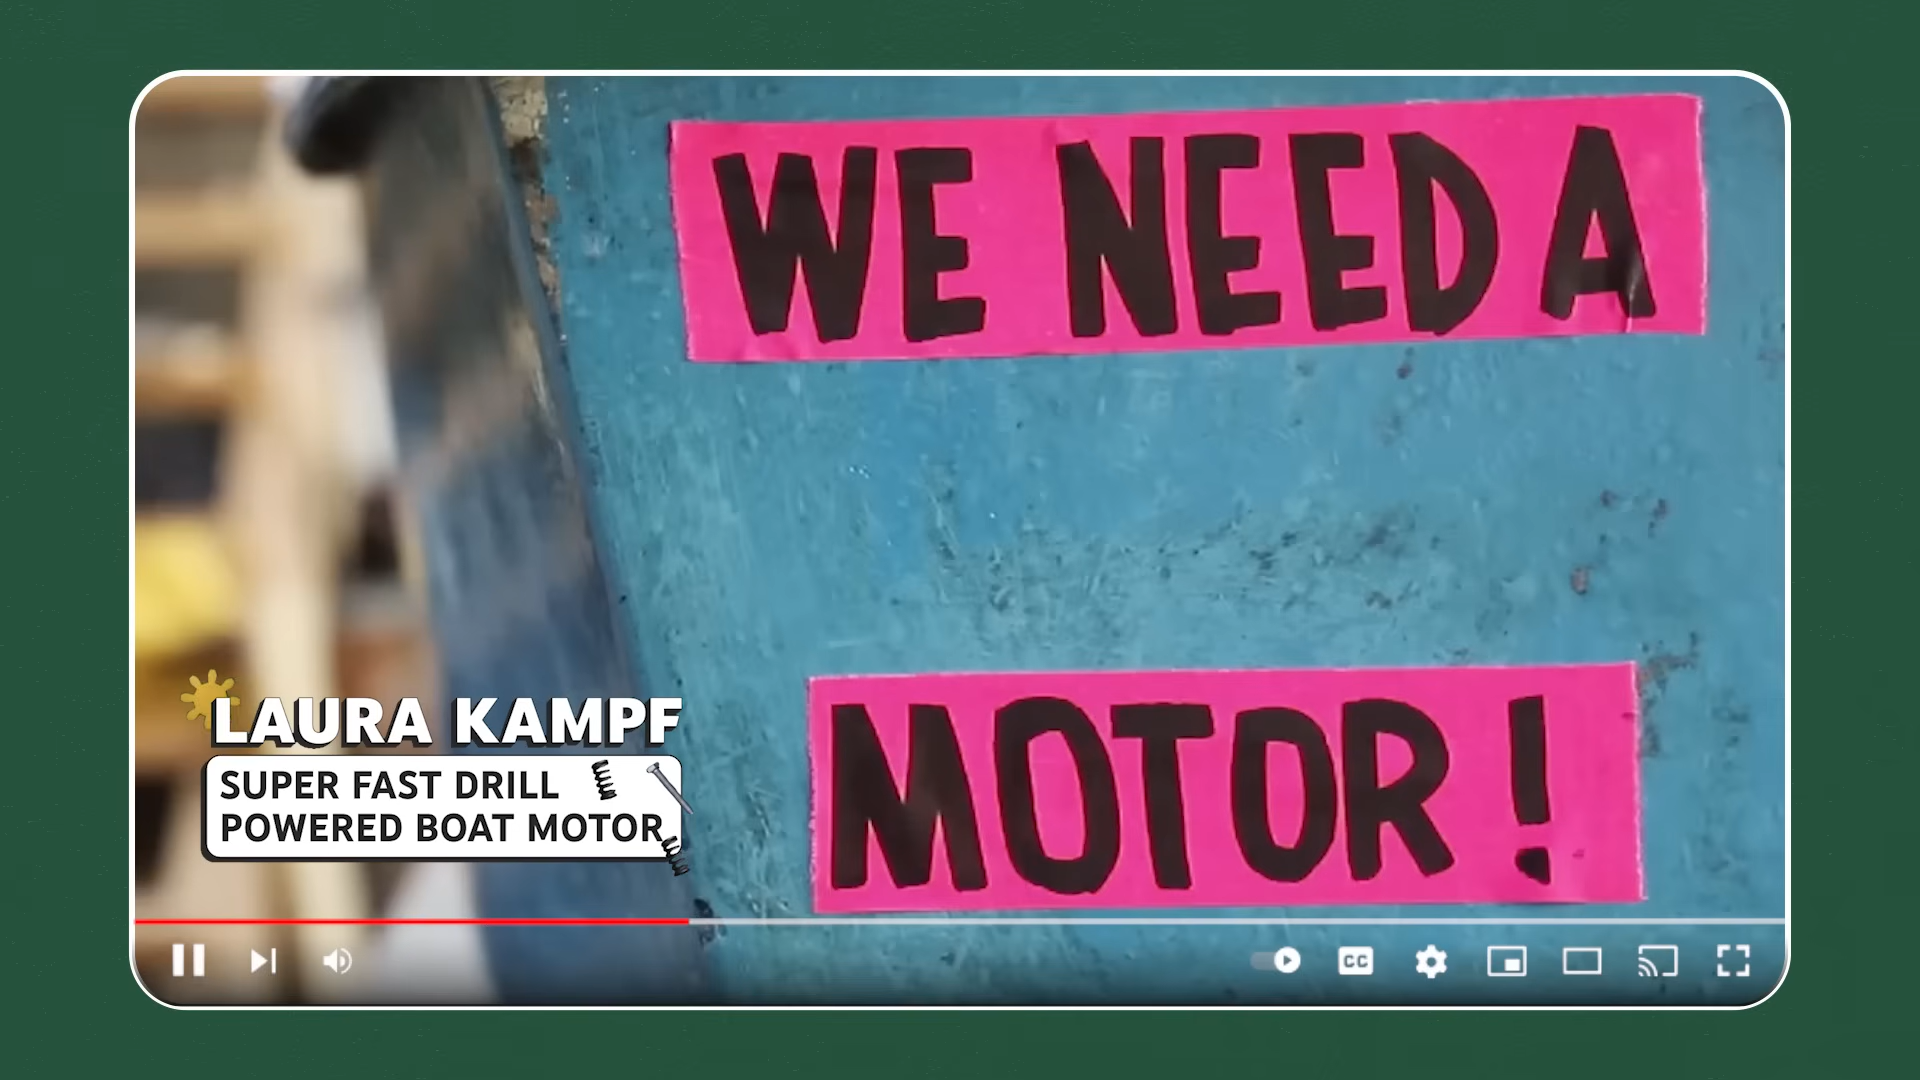 WE NEED A
MOTOR!
LAURA KAMPF
SUPER FAST DRILL
POWERED BOAT MOTOR
CC